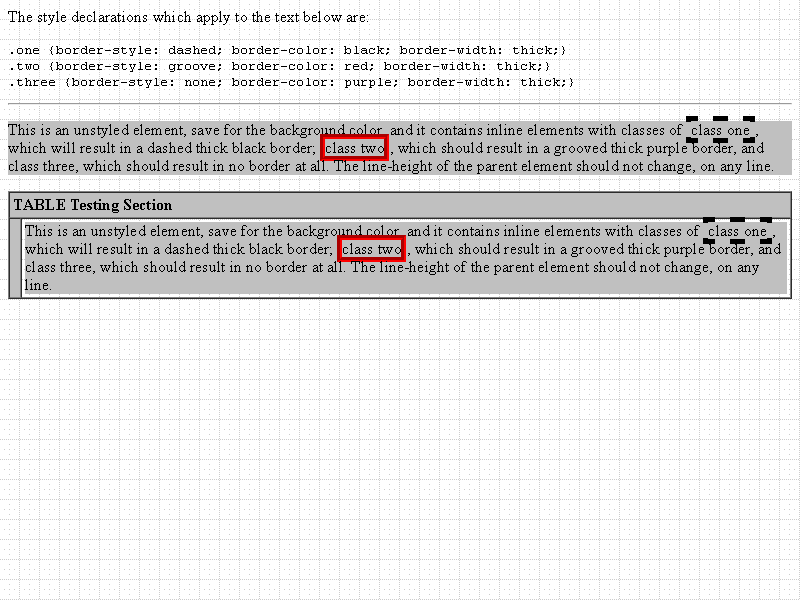 The style declarations which apply to the text below are:
.one {border-style: dashed; border-color: black; border-width: thick;}
.two {border-style: groove; border-color: red; border-width: thick;}
.three {border-style: none; border-color: purple; border-width: thick;}
This is an unstyled element, save for the background color, and it contains inline elements with classes of class one,
which will result in a dashed thick black border; class two, which should result in a grooved thick purple border, and
class three, which should result in no border at all. The line-height of the parent element should not change, on any line.
TABLE Testing Section
This is an unstyled element, save for the background color, and it contains inline elements with classes of class one,
which will result in a dashed thick black border; class two, which should result in a grooved thick purple border, and
class three, which should result in no border at all. The line-height of the parent element should not change, on any
line.